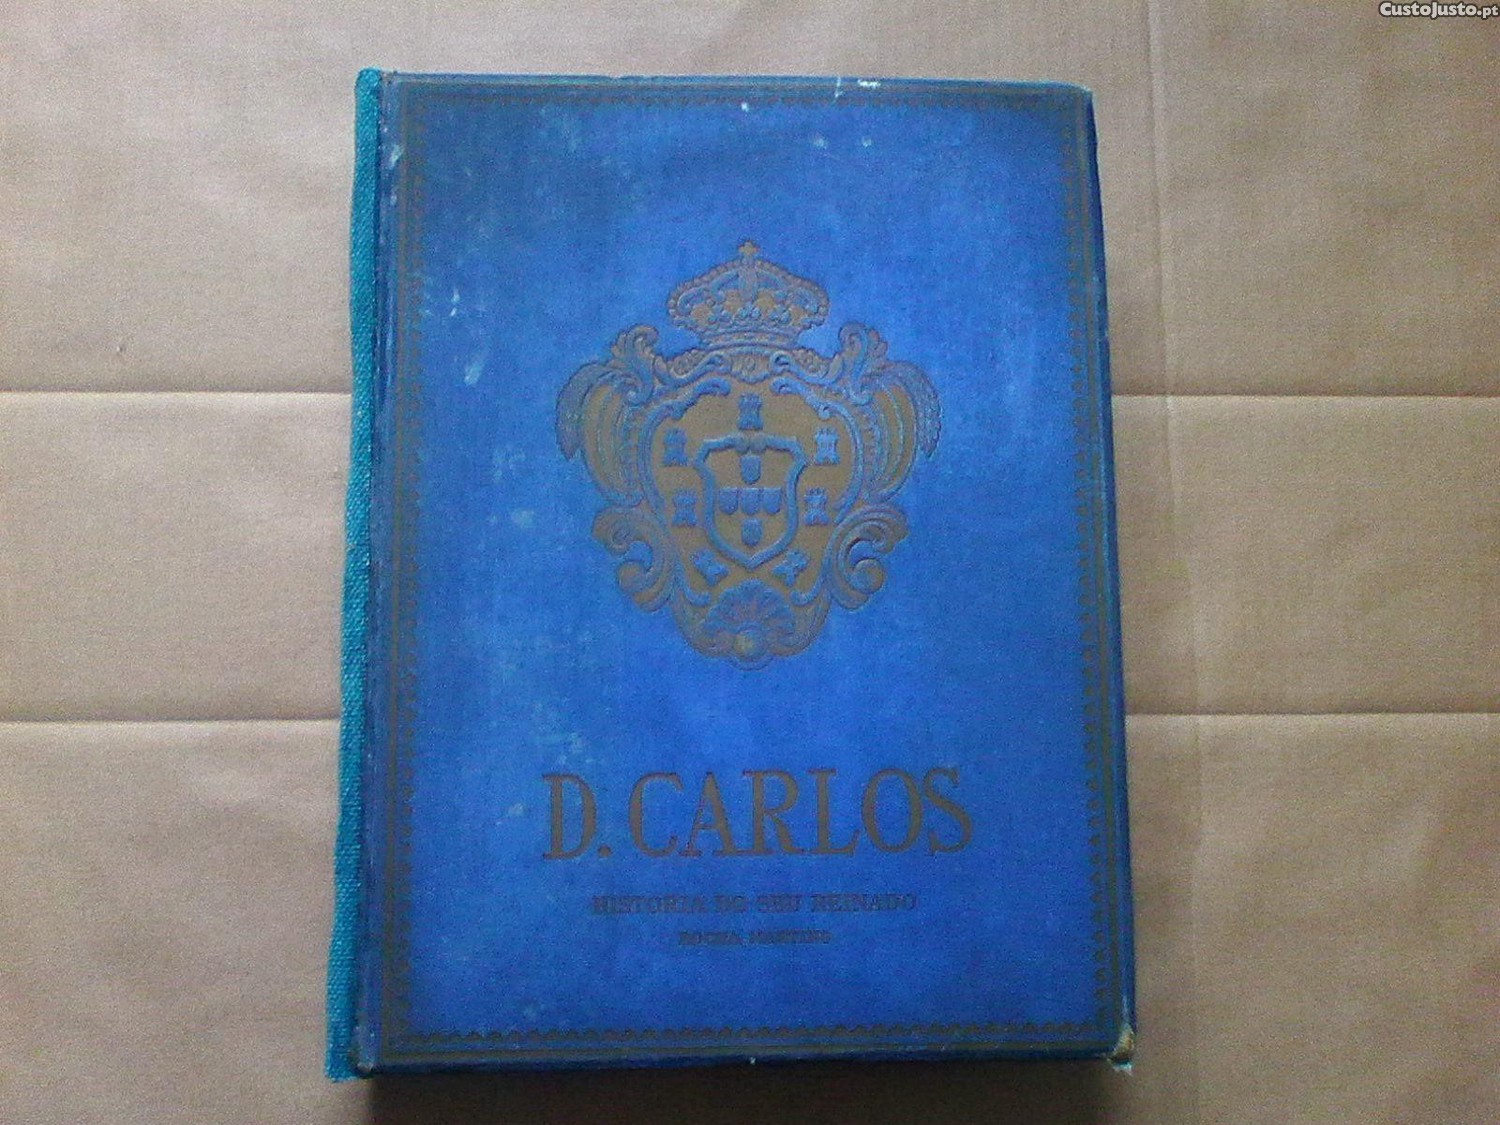 CustoJusto.pt
D. CARLOS
HISTORIA DO SEU REINADO
ROCHA MARTINS